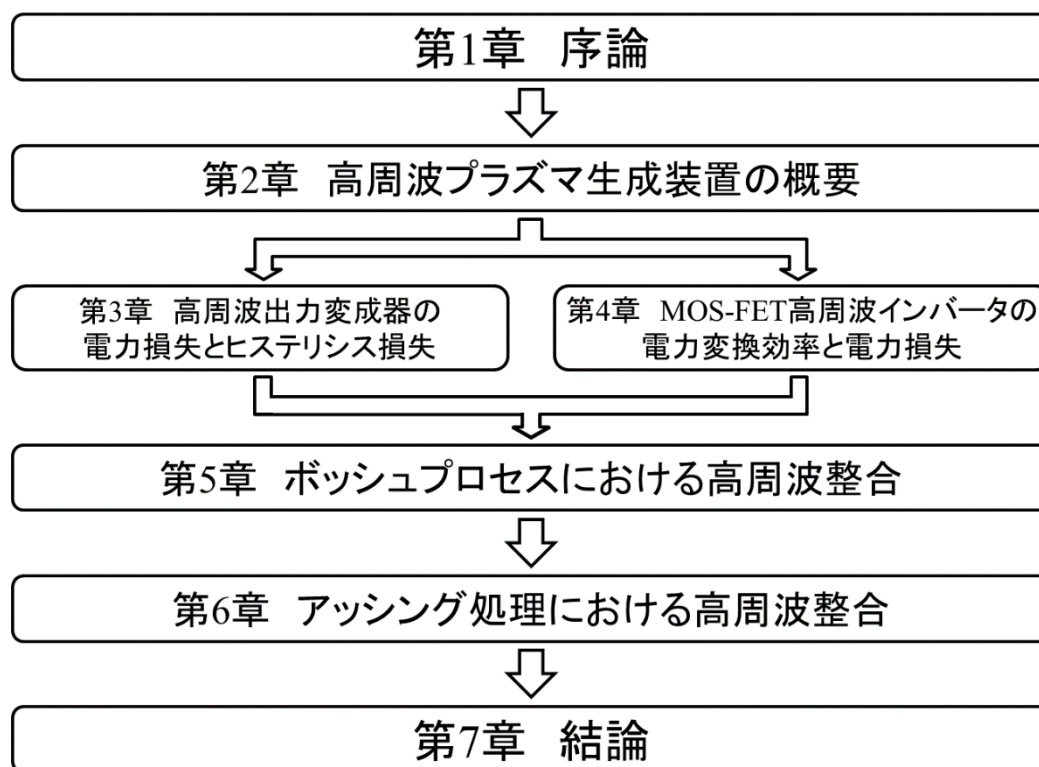 第1章 序論
第2章 高周波プラズマ生成装置の概要
第3章 高周波出力変成器の
電力損失とヒステリシス損失
第4章 MOS-FET高周波インバータの
電力変換効率と電力損失
第5章 ボッシュプロセスにおける高周波整合
第6章 アッシング処理における高周波整合
第7章 結論